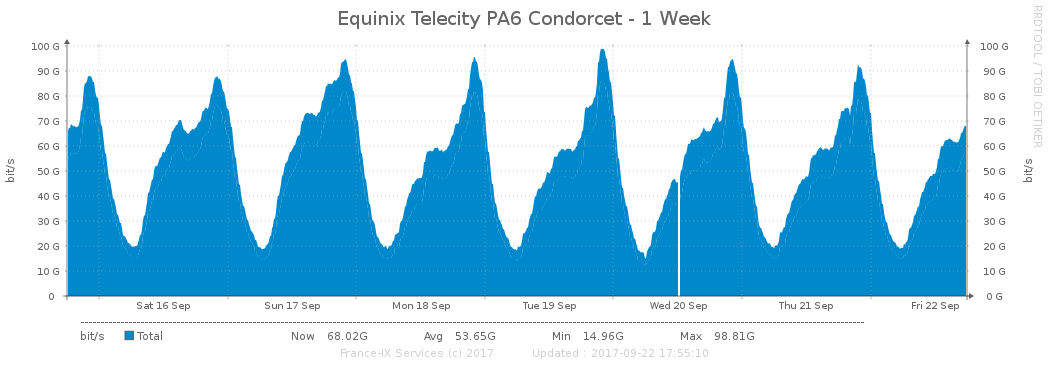 Equinix Telecity PA6 Condorcet - 1 Week
RRDTOOL / TOBI OETIKER
bit/s
100 G
90 G
80 G
70 G
60 G
50 G
40 G
30 G
20 G
10 G
0
100 G
90 G
80 G
70 G
60 G
50 G
40 G
30 G
20 G
10 G
0 G
bit/s
Sat 16 Sep Sun 17 Sep Mon 18 Sep Tue 19 Sep Wed 20 Sep Thu 21 Sep Fri 22 Sep
bit/s Total Now 68.02G Avg 53.65G Min 14.96G Max 98.81G
France-IX Services (c) 2017 Updated : 2017-09-22 17:55:10